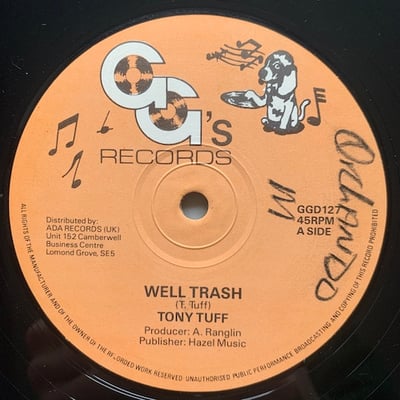 GG's
RECORDS
Distributed by:
ADA RECORDS (UK)
Unit 152 Camberwell
Business Centre
Lomond Grove, SE5
GGD127
45RPM
A SIDE
WELL TRASH
(T. Tuff)
TONY TUFF
Producer: A. Ranglin
Publisher: Hazel Music
ALL RIGHTS OF THE MANUFACTURER AND OF THE OWNER OF THE RECORDED WORK RESERVED UNAUTHORISED PUBLIC PERFORMANCE BROADCASTING AND COPYING OF THIS RECORD PROHIBITED